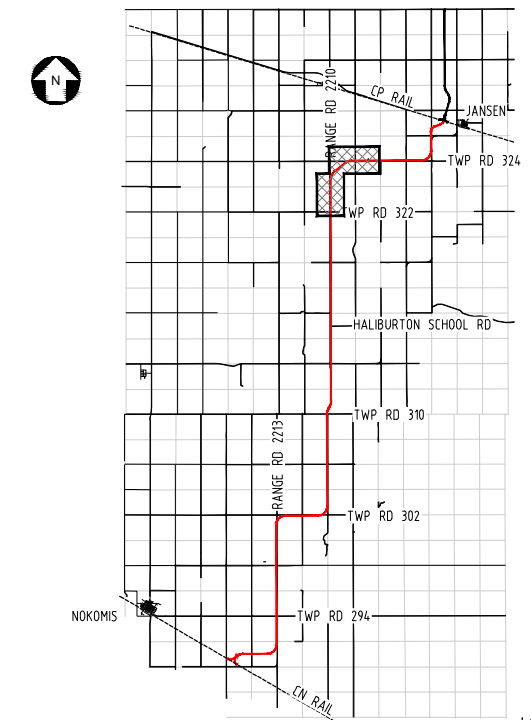 N
RANGE RD 2210
CP RAIL
JANSEN
TWP RD 324
TWP RD 322
HALIBURTON SCHOOL RD
TWP RD 310
RANGE RD 2213
TWP RD 302
NOKOMIS
TWP RD 294
CN RAIL